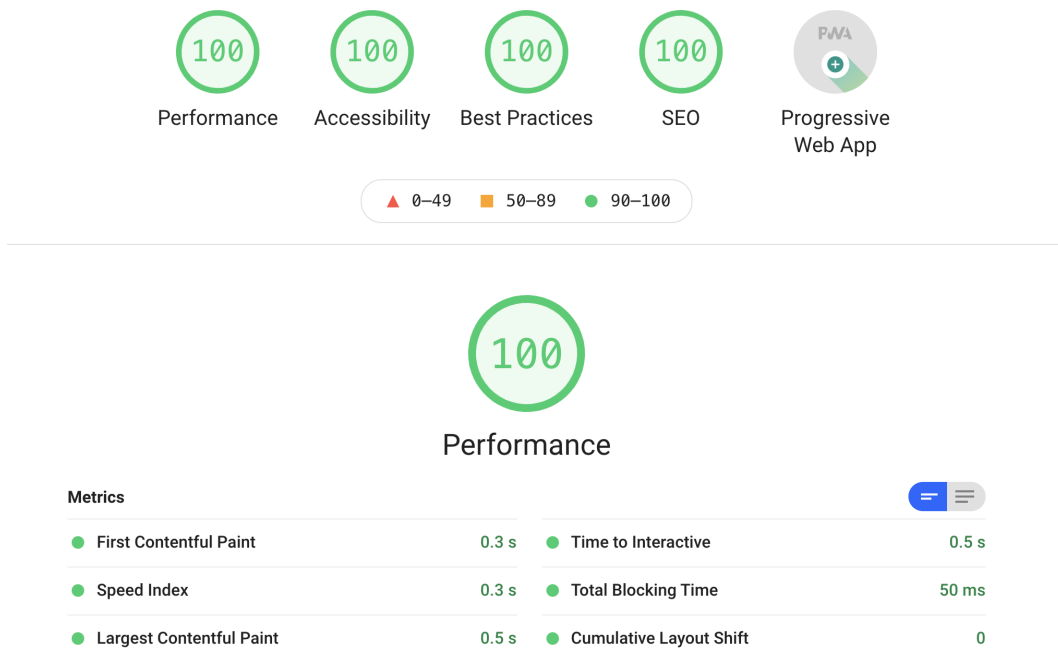 100 100 100 100 PWA
Performance Accessibility Best Practices SEO Progressive
Web App
0–49 50–89 90–100
100
Performance
Metrics
First Contentful Paint 0.3 s Time to Interactive 0.5 s
Speed Index 0.3 s Total Blocking Time 50 ms
Largest Contentful Paint 0.5 s Cumulative Layout Shift 0